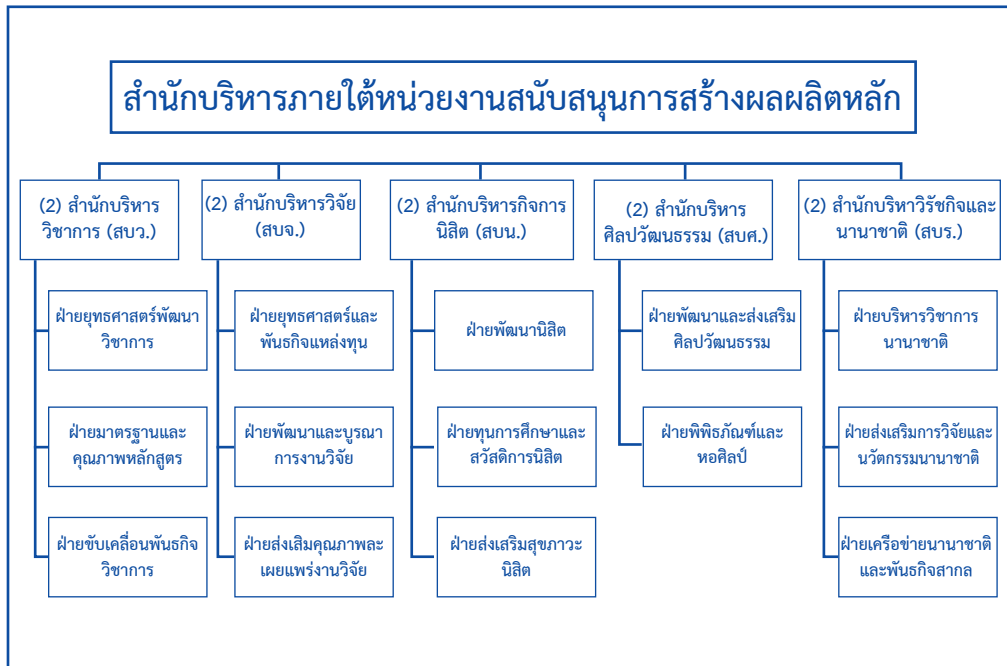 สำนักบริหารภายใต้หน่วยงานสนับสนุนการสร้างผลผลิตหลัก
(2) สำนักบริหาร
วิชาการ (สบว.)
(2) สำนักบริหารวิจัย
(สบจ.)
(2) สำนักบริหารกิจการ
นิสิต (สบน.)
(2) สำนักบริหาร
ศิลปวัฒนธรรม (สบศ.)
(2) สำนักบริหาวิรัชกิจและ
นานาชาติ (สบร.)
ฝ่ายยุทธศาสตร์พัฒนา
วิชาการ
ฝ่ายยุทธศาสตร์และ
พันธกิจแหล่งทุน
ฝ่ายพัฒนานิสิต
ฝ่ายพัฒนาและส่งเสริม
ศิลปวัฒนธรรม
ฝ่ายบริหารวิชาการ
นานาชาติ
ฝ่ายมาตรฐานและ
คุณภาพหลักสูตร
ฝ่ายพัฒนาและบูรณา
การงานวิจัย
ฝ่ายทุนการศึกษาและ
สวัสดิการนิสิต
ฝ่ายพิพิธภัณฑ์และ
หอศิลป์
ฝ่ายส่งเสริมการวิจัยและ
นวัตกรรมนานาชาติ
ฝ่ายขับเคลื่อนพันธกิจ
วิชาการ
ฝ่ายส่งเสิมคุณภาพละ
เผยแพร่งานวิจัย
ฝ่ายส่งเสริมสุขภาวะ
นิสิต
ฝ่ายเครือข่ายนานาชาติ
และพันธกิจสากล